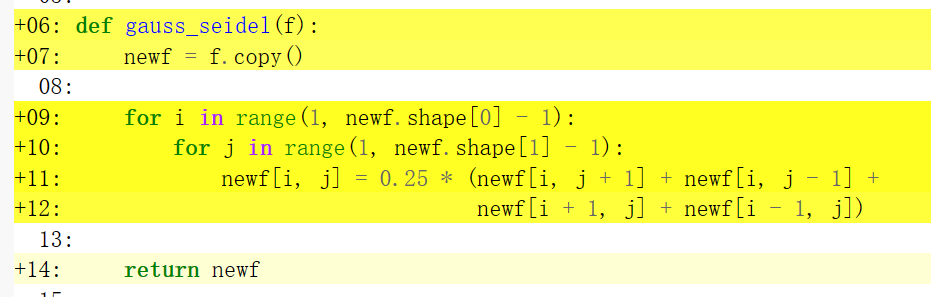 +06: def gauss_seidel(f):
+07:     newf = f.copy()
 08:
+09:     for i in range(1, newf.shape[0] - 1):
+10:         for j in range(1, newf.shape[1] - 1):
+11:             newf[i, j] = 0.25 * (newf[i, j + 1] + newf[i, j - 1] +
+12:                                  newf[i + 1, j] + newf[i - 1, j])
 13:
+14:     return newf